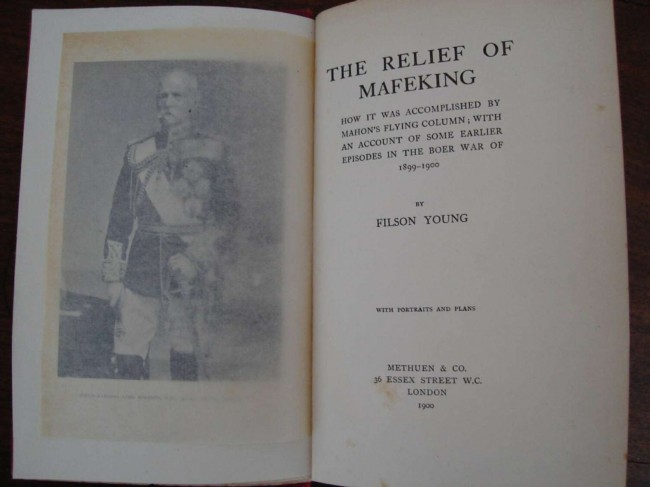 THE RELIEF OF
MAFEKING
HOW IT WAS ACCOMPLISHED BY
MAHON'S FLYING COLUMN; WITH
AN ACCOUNT OF SOME EARLIER
EPISODES IN THE BOER WAR OF
1899-1900
BY
FILSON YOUNG
WITH PORTRAITS AND PLANS
METHUEN & CO.
36 ESSEX STREET W.C.
LONDON
1900